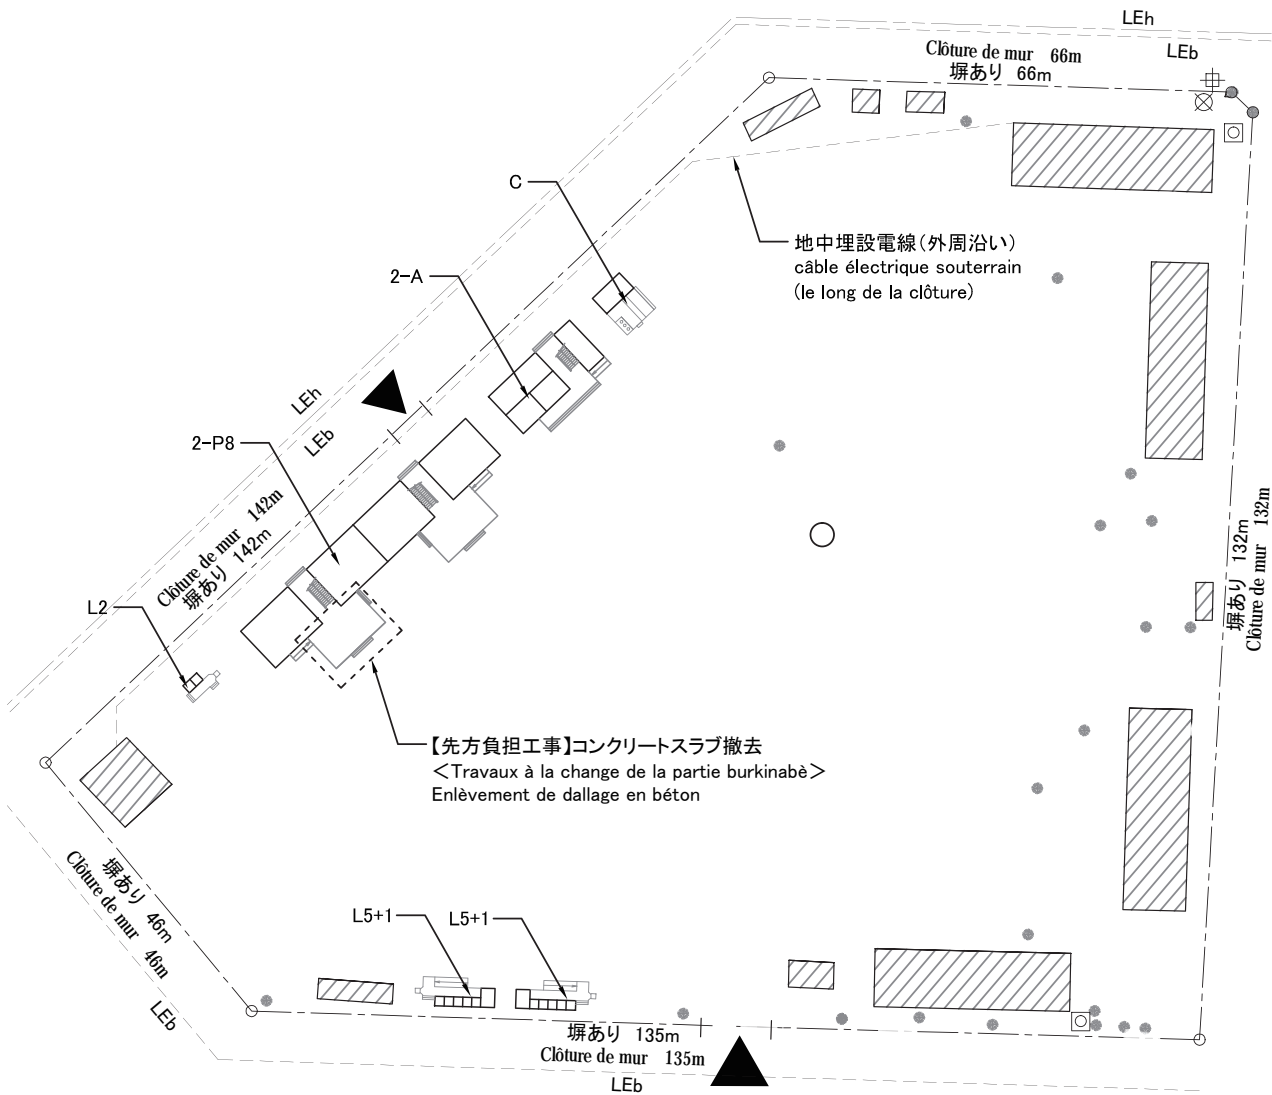 LEh
Clôture de mur 66m
LEb
塀あり 66m
C
地中埋設電線(外周沿い)
câble électrique souterrain
(le long de la clôture)
2-A
LEh
LEb
2-P8
Clôture de mur 142m
塀あり 142m
塀あり 132m
Clôture de mur 132m
L2
【先方負担工事】コンクリートスラブ撤去
<Travaux à la change de la partie burkinabè>
Enlèvement de dallage en béton
塀あり 46m
Clôture de mur 46m
L5+1
L5+1
LEb
塀あり 135m
Clôture de mur 135m
LEb